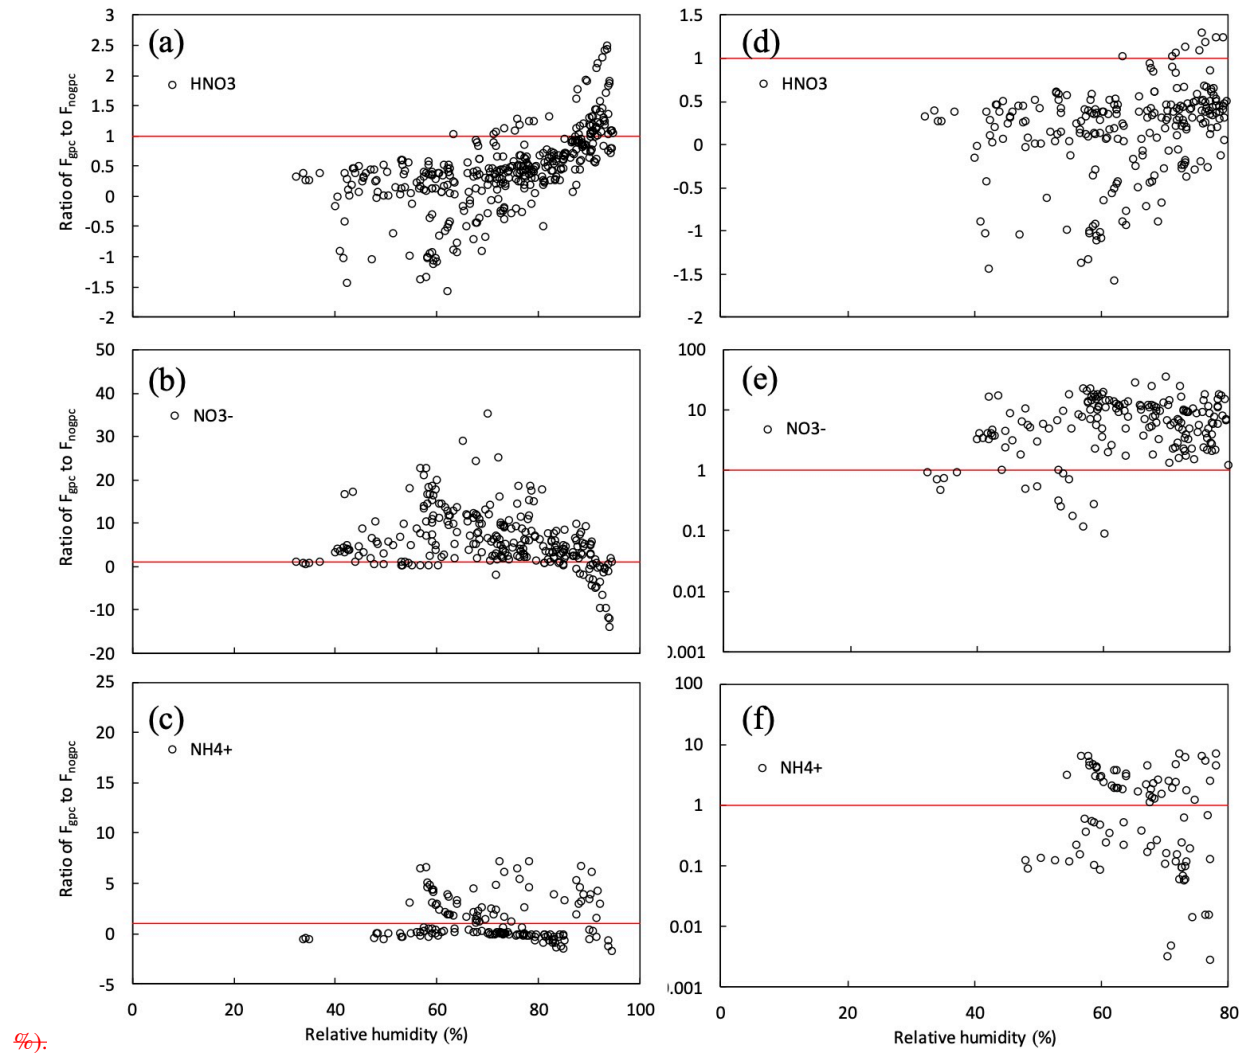 (a)
HNO3
Ratio of Fgpc to Fnogpc
3
2.5
2
1.5
1
0.5
0
-0.5
-1
-1.5
-2
(d)
HNO3
1.5
1
0.5
0
-0.5
-1
-1.5
-2
(b)
NO3-
Ratio of Fgpc to Fnogpc
50
40
30
20
10
0
-10
-20
(e)
NO3-
100
10
1
0.1
0.01
0.001
(c)
NH4+
Ratio of Fgpc to Fnogpc
25
20
15
10
5
0
-5
0 20 40 60 80 100
Relative humidity (%)
(f)
NH4+
100
10
1
0.1
0.01
.001
0 20 40 60 80
Relative humidity (%)
%).